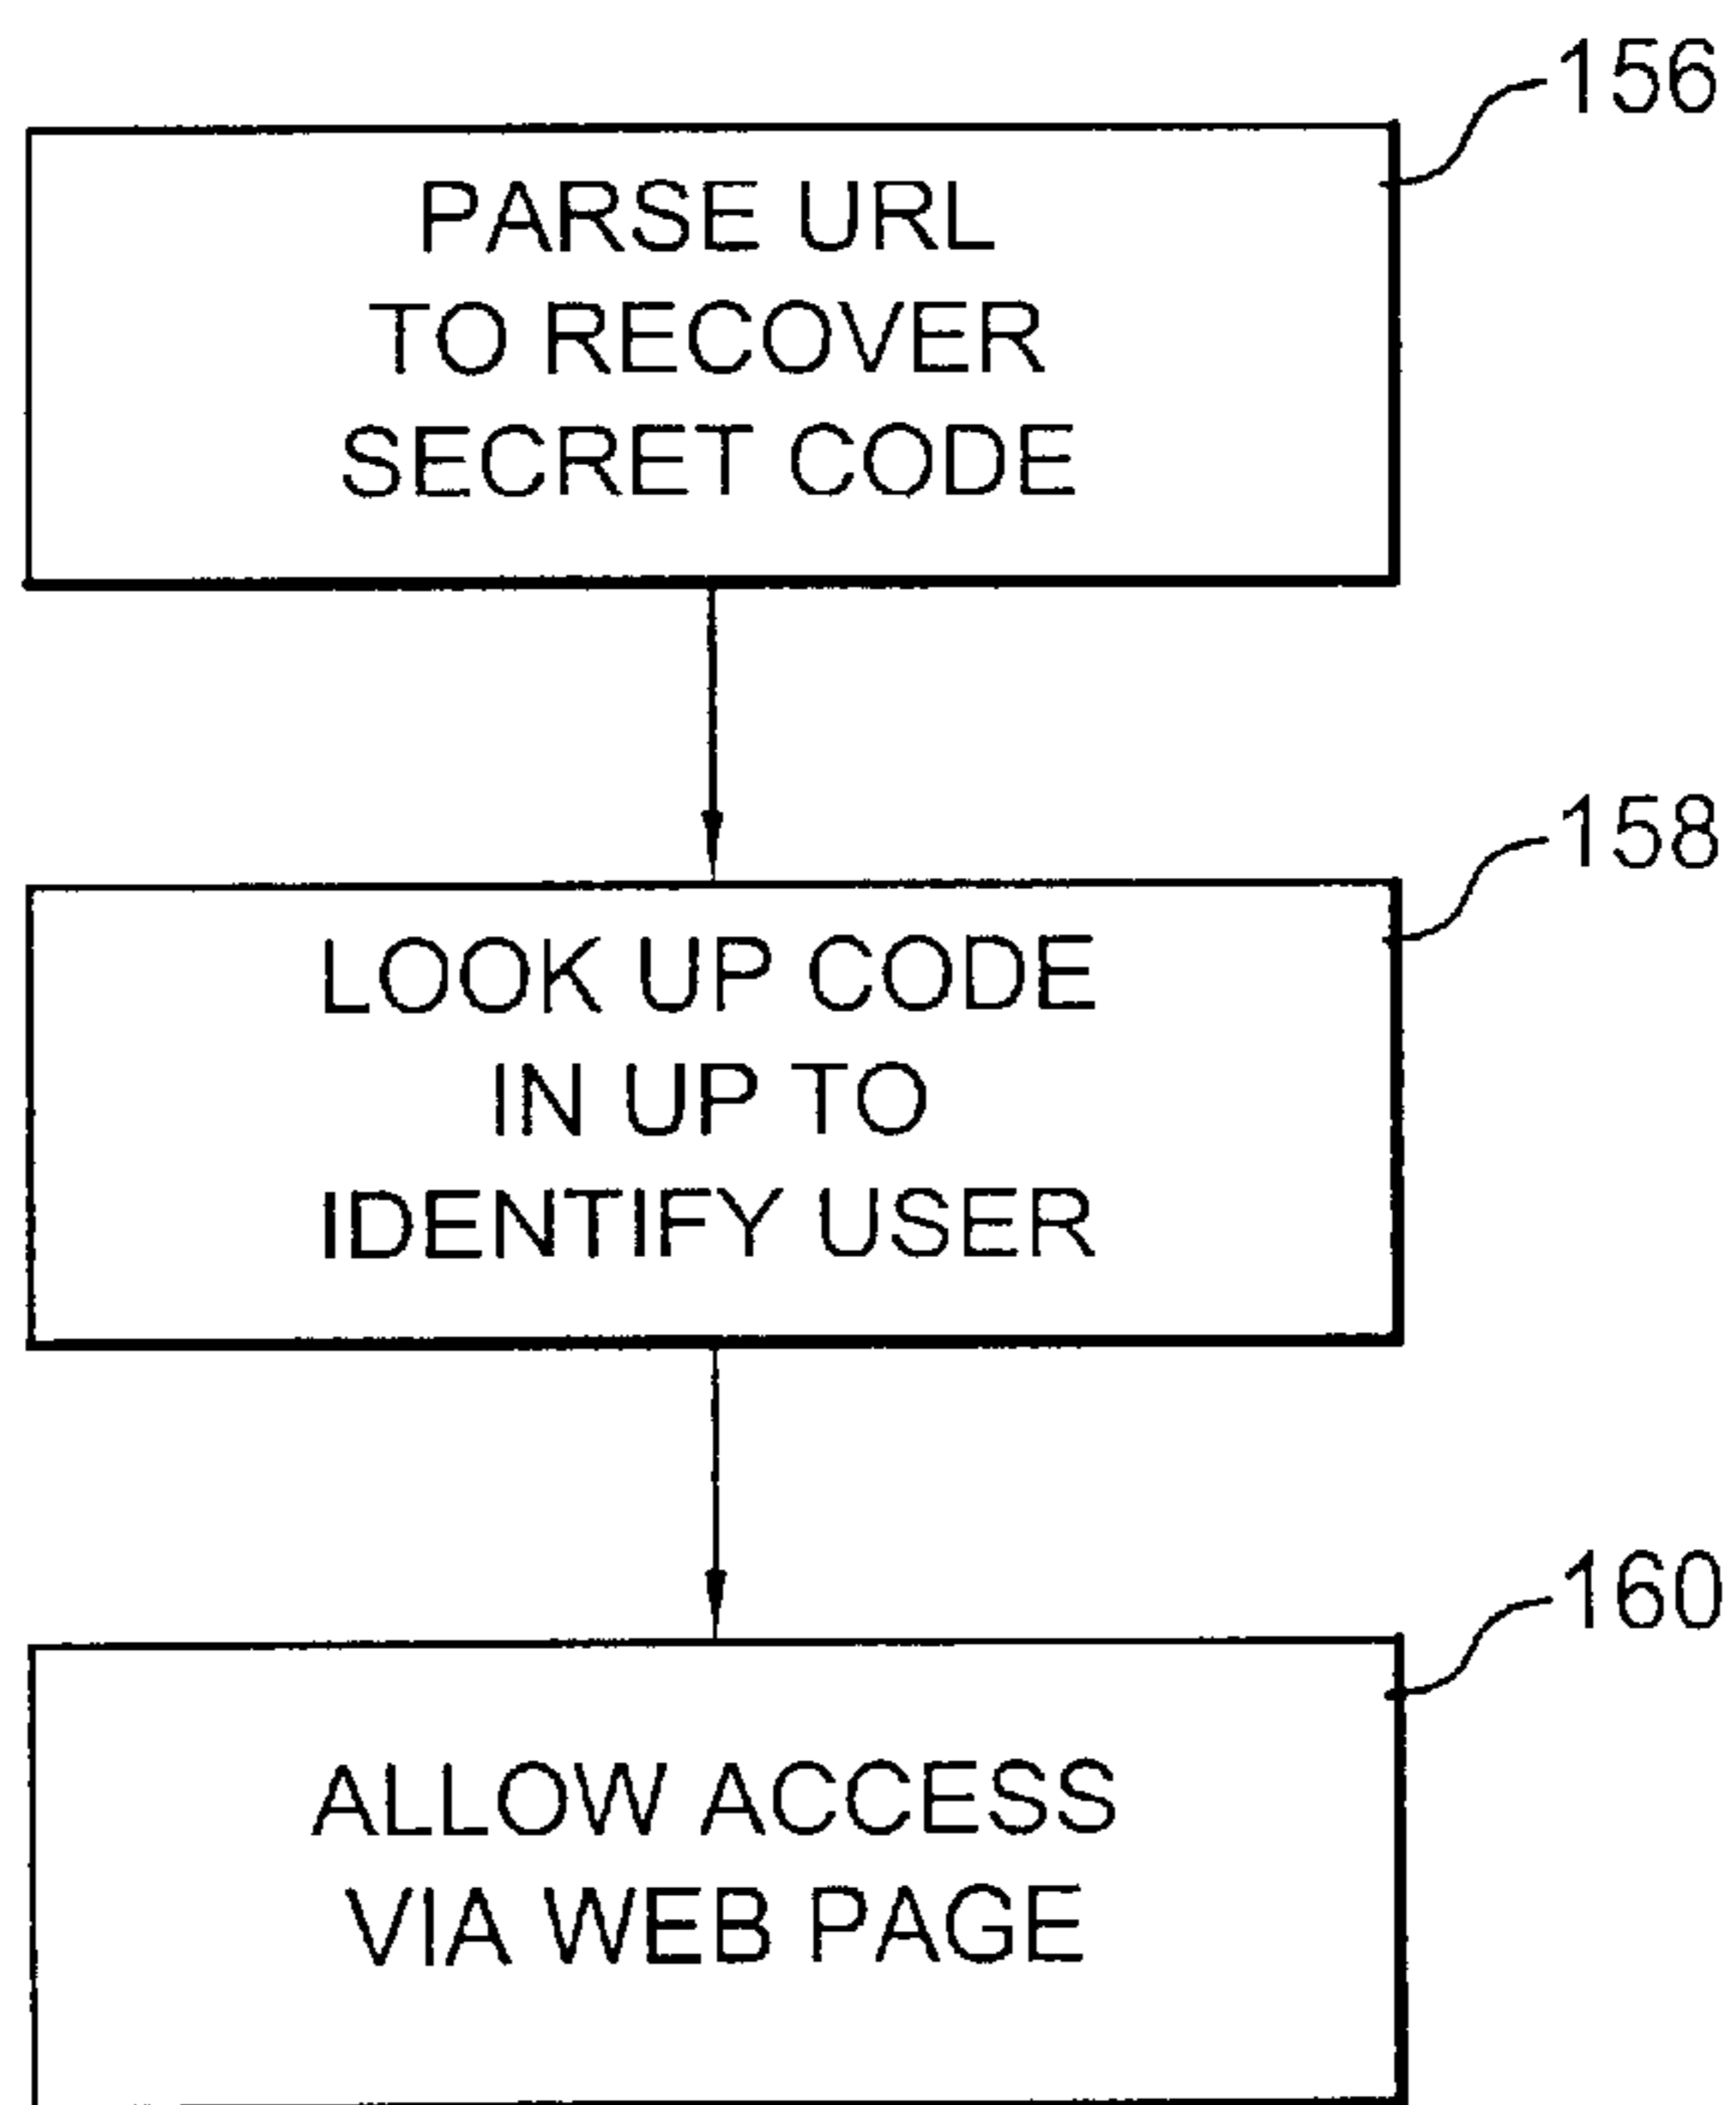 156
PARSE URL
TO RECOVER
SECRET CODE
158
LOOK UP CODE
IN UP TO
IDENTIFY USER
160
ALLOW ACCESS
VIA WEB PAGE